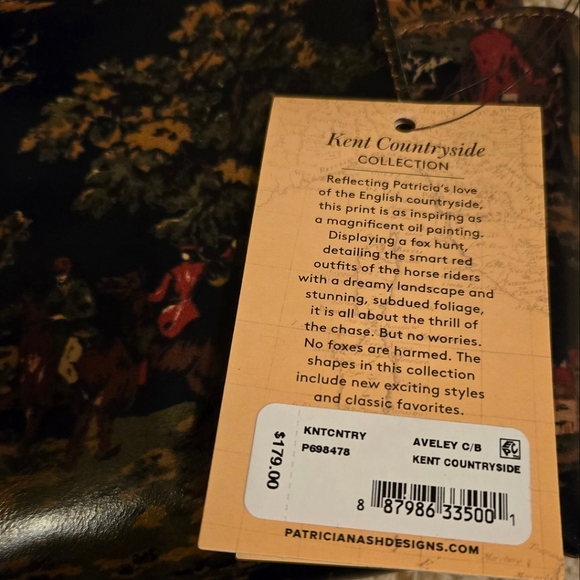 Kent Countryside
COLLECTION
Reflecting Patricia's love
of the English countryside,
this print is as inspiring as
a magnificent oil painting.
Displaying a fox hunt,
detailing the smart red
outfits of the horse riders
with a dreamy landscape and
stunning, subdued foliage,
it is all about the thrill of
the chase. But no worries.
No foxes are harmed. The
shapes in this collection
include new exciting styles
and classic favorites.
$179.00
KNTCNTRY
P698478
AVELEY C/B
KENT COUNTRYSIDE
8 87986 33500 1
PATRICIANASHDESIGNS.COM